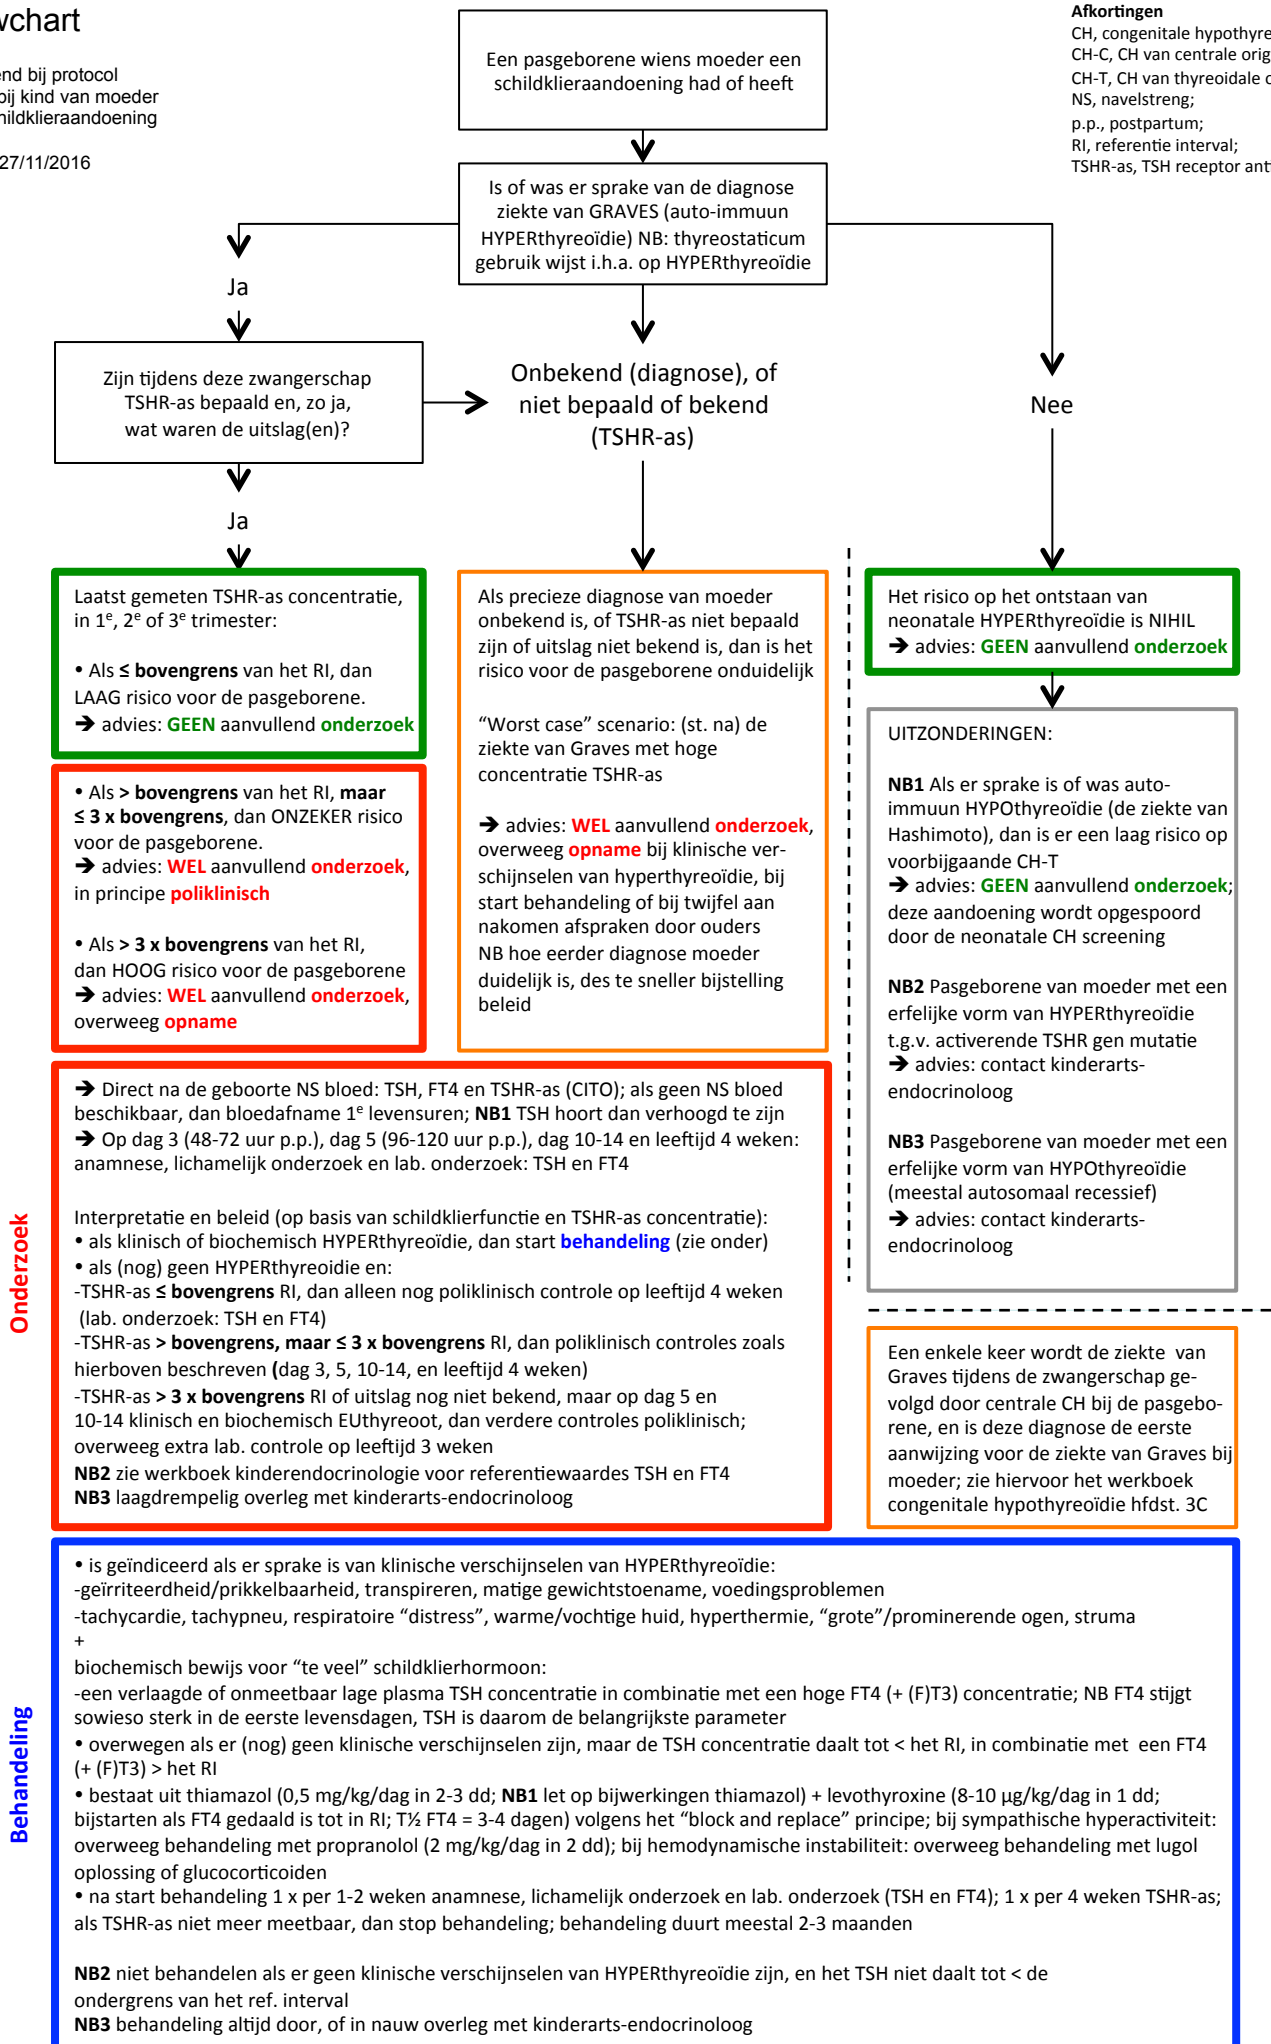 wchart
end bij protocol
bij kind van moeder
hildklieraandoening
27/11/2016
Afkortingen
CH, congenitale hypothyre
CH-C, CH van centrale orig
CH-T, CH van thyreoidale o
NS, navelstreng;
p.p., postpartum;
RI, referentie interval;
TSHR-as, TSH receptor ant
Een pasgeborene wiens moeder een
schildklieraandoening had of heeft
Is of was er sprake van de diagnose
ziekte van GRAVES (auto-immuun
HYPERthyreoïdie) NB: thyreostaticum
gebruik wijst i.h.a. op HYPERthyreoïdie
Ja
Zijn tijdens deze zwangerschap
TSHR-as bepaald en, zo ja,
wat waren de uitslag(en)?
Onbekend (diagnose), of
niet bepaald of bekend
(TSHR-as)
Nee
Ja
Laatst gemeten TSHR-as concentratie,
in 1e, 2e of 3e trimester:
• Als ≤ bovengrens van het RI, dan
LAAG risico voor de pasgeborene.
➔ advies: GEEN aanvullend onderzoek
• Als > bovengrens van het RI, maar
≤ 3 x bovengrens, dan ONZEKER risico
voor de pasgeborene.
➔ advies: WEL aanvullend onderzoek,
in principe poliklinisch
• Als > 3 x bovengrens van het RI,
dan HOOG risico voor de pasgeborene
➔ advies: WEL aanvullend onderzoek,
overweeg opname
Als precieze diagnose van moeder
onbekend is, of TSHR-as niet bepaald
zijn of uitslag niet bekend is, dan is het
risico voor de pasgeborene onduidelijk
“Worst case” scenario: (st. na) de
ziekte van Graves met hoge
concentratie TSHR-as
➔ advies: WEL aanvullend onderzoek,
overweeg opname bij klinische ver-
schijnselen van hyperthyreoïdie, bij
start behandeling of bij twijfel aan
nakomen afspraken door ouders
NB hoe eerder diagnose moeder
duidelijk is, des te sneller bijstelling
beleid
Het risico op het ontstaan van
neonatale HYPERthyreoïdie is NIHIL
➔ advies: GEEN aanvullend onderzoek
UITZONDERINGEN:
NB1 Als er sprake is of was auto-
immuun HYPOthyreoïdie (de ziekte van
Hashimoto), dan is er een laag risico op
voorbijgaande CH-T
➔ advies: GEEN aanvullend onderzoek;
deze aandoening wordt opgespoord
door de neonatale CH screening
NB2 Pasgeborene van moeder met een
erfelijke vorm van HYPERthyreoïdie
t.g.v. activerende TSHR gen mutatie
➔ advies: contact kinderarts-
endocrinoloog
NB3 Pasgeborene van moeder met een
erfelijke vorm van HYPOthyreoïdie
(meestal autosomaal recessief)
➔ advies: contact kinderarts-
endocrinoloog
Onderzoek
➔ Direct na de geboorte NS bloed: TSH, FT4 en TSHR-as (CITO); als geen NS bloed
beschikbaar, dan bloedafname 1e levensuren; NB1 TSH hoort dan verhoogd te zijn
➔ Op dag 3 (48-72 uur p.p.), dag 5 (96-120 uur p.p.), dag 10-14 en leeftijd 4 weken:
anamnese, lichamelijk onderzoek en lab. onderzoek: TSH en FT4
Interpretatie en beleid (op basis van schildklierfunctie en TSHR-as concentratie):
• als klinisch of biochemisch HYPERthyreoïdie, dan start behandeling (zie onder)
• als (nog) geen HYPERthyreoidie en:
-TSHR-as ≤ bovengrens RI, dan alleen nog poliklinisch controle op leeftijd 4 weken
(lab. onderzoek: TSH en FT4)
-TSHR-as > bovengrens, maar ≤ 3 x bovengrens RI, dan poliklinisch controles zoals
hierboven beschreven (dag 3, 5, 10-14, en leeftijd 4 weken)
-TSHR-as > 3 x bovengrens RI of uitslag nog niet bekend, maar op dag 5 en
10-14 klinisch en biochemisch EUthyreoot, dan verdere controles poliklinisch;
overweeg extra lab. controle op leeftijd 3 weken
NB2 zie werkboek kinderendocrinologie voor referentiewaardes TSH en FT4
NB3 laagdrempelig overleg met kinderarts-endocrinoloog
Een enkele keer wordt de ziekte van
Graves tijdens de zwangerschap ge-
volgd door centrale CH bij de pasgebo-
rene, en is deze diagnose de eerste
aanwijzing voor de ziekte van Graves bij
moeder; zie hiervoor het werkboek
congenitale hypothyreoïdie hfdst. 3C
Behandeling
• is geïndiceerd als er sprake is van klinische verschijnselen van HYPERthyreoïdie:
-geïrriteerdheid/prikkelbaarheid, transpireren, matige gewichtstoename, voedingsproblemen
-tachycardie, tachypneu, respiratoire “distress”, warme/vochtige huid, hyperthermie, “grote”/prominerende ogen, struma
+
biochemisch bewijs voor “te veel” schildklierhormoon:
-een verlaagde of onmeetbaar lage plasma TSH concentratie in combinatie met een hoge FT4 (+ (F)T3) concentratie; NB FT4 stijgt
sowieso sterk in de eerste levensdagen, TSH is daarom de belangrijkste parameter
• overwegen als er (nog) geen klinische verschijnselen zijn, maar de TSH concentratie daalt tot < het RI, in combinatie met een FT4
(+ (F)T3) > het RI
• bestaat uit thiamazol (0,5 mg/kg/dag in 2-3 dd; NB1 let op bijwerkingen thiamazol) + levothyroxine (8-10 µg/kg/dag in 1 dd;
bijstarten als FT4 gedaald is tot in RI; T½ FT4 = 3-4 dagen) volgens het “block and replace” principe; bij sympathische hyperactiviteit:
overweeg behandeling met propranolol (2 mg/kg/dag in 2 dd); bij hemodynamische instabiliteit: overweeg behandeling met lugol
oplossing of glucocorticoiden
• na start behandeling 1 x per 1-2 weken anamnese, lichamelijk onderzoek en lab. onderzoek (TSH en FT4); 1 x per 4 weken TSHR-as;
als TSHR-as niet meer meetbaar, dan stop behandeling; behandeling duurt meestal 2-3 maanden
NB2 niet behandelen als er geen klinische verschijnselen van HYPERthyreoïdie zijn, en het TSH niet daalt tot < de
ondergrens van het ref. interval
NB3 behandeling altijd door, of in nauw overleg met kinderarts-endocrinoloog